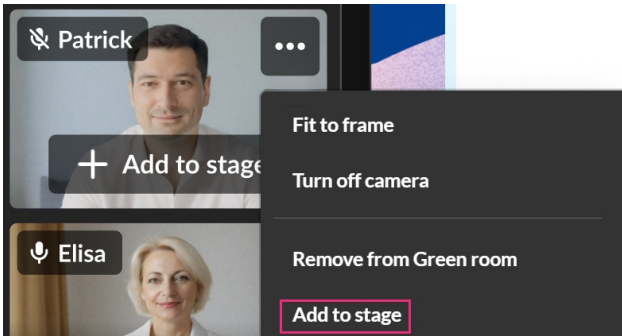 Patrick
Add to stage
Fit to frame
Turn off camera
Elisa
Remove from Green room
Add to stage